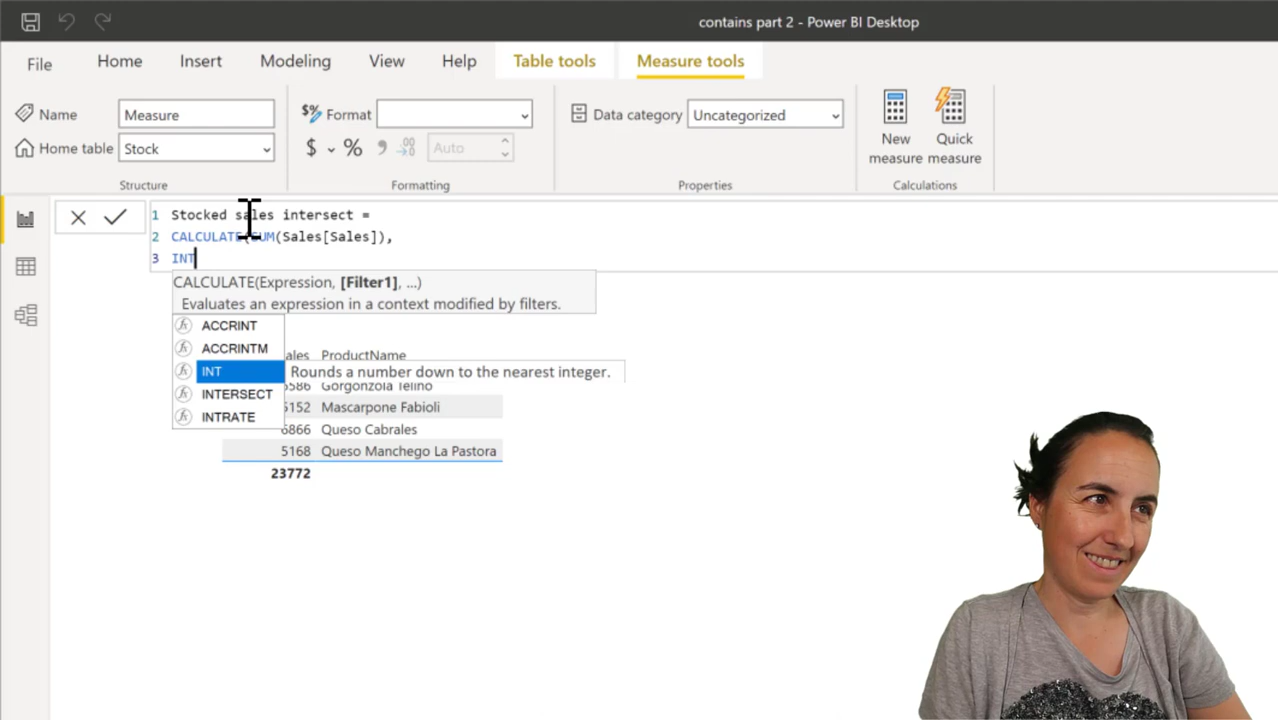 contains part 2 - Power BI Desktop
File Home Insert Modeling View Help Table tools Measure tools
Name Measure $% Format Data category Uncategorized
Home table Stock $ % 9 .00 Auto New measure Quick measure
Structure Formatting Properties Calculations
1 Stocked sales intersect =
2 CALCULATE(SUM(Sales[Sales]),
3 INT
CALCULATE(Expression, [Filter1], ...)
Evaluates an expression in a context modified by filters.
ACCRINT
ACCRINTM
ales ProductName
INT Rounds a number down to the nearest integer.
Gorgonzola Telino
INTERSECT
5152 Mascarpone Fabioli
INTRATE
6866 Queso Cabrales
5168 Queso Manchego La Pastora
23772